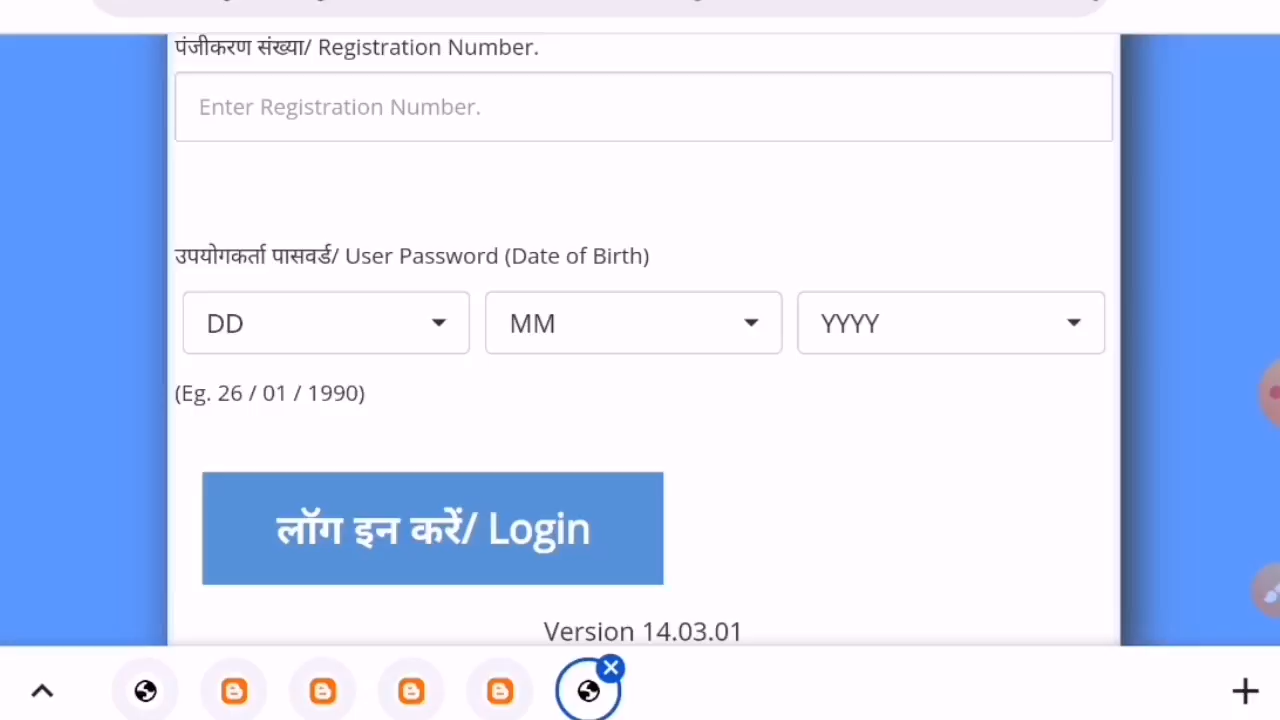 पंजीकरण संख्या/ Registration Number.
Enter Registration Number.
उपयोगकर्ता पासवर्ड/ User Password (Date of Birth)
DD MM YYYY
(Eg. 26 / 01 / 1990)
लॉग इन करें/ Login
Version 14.03.01